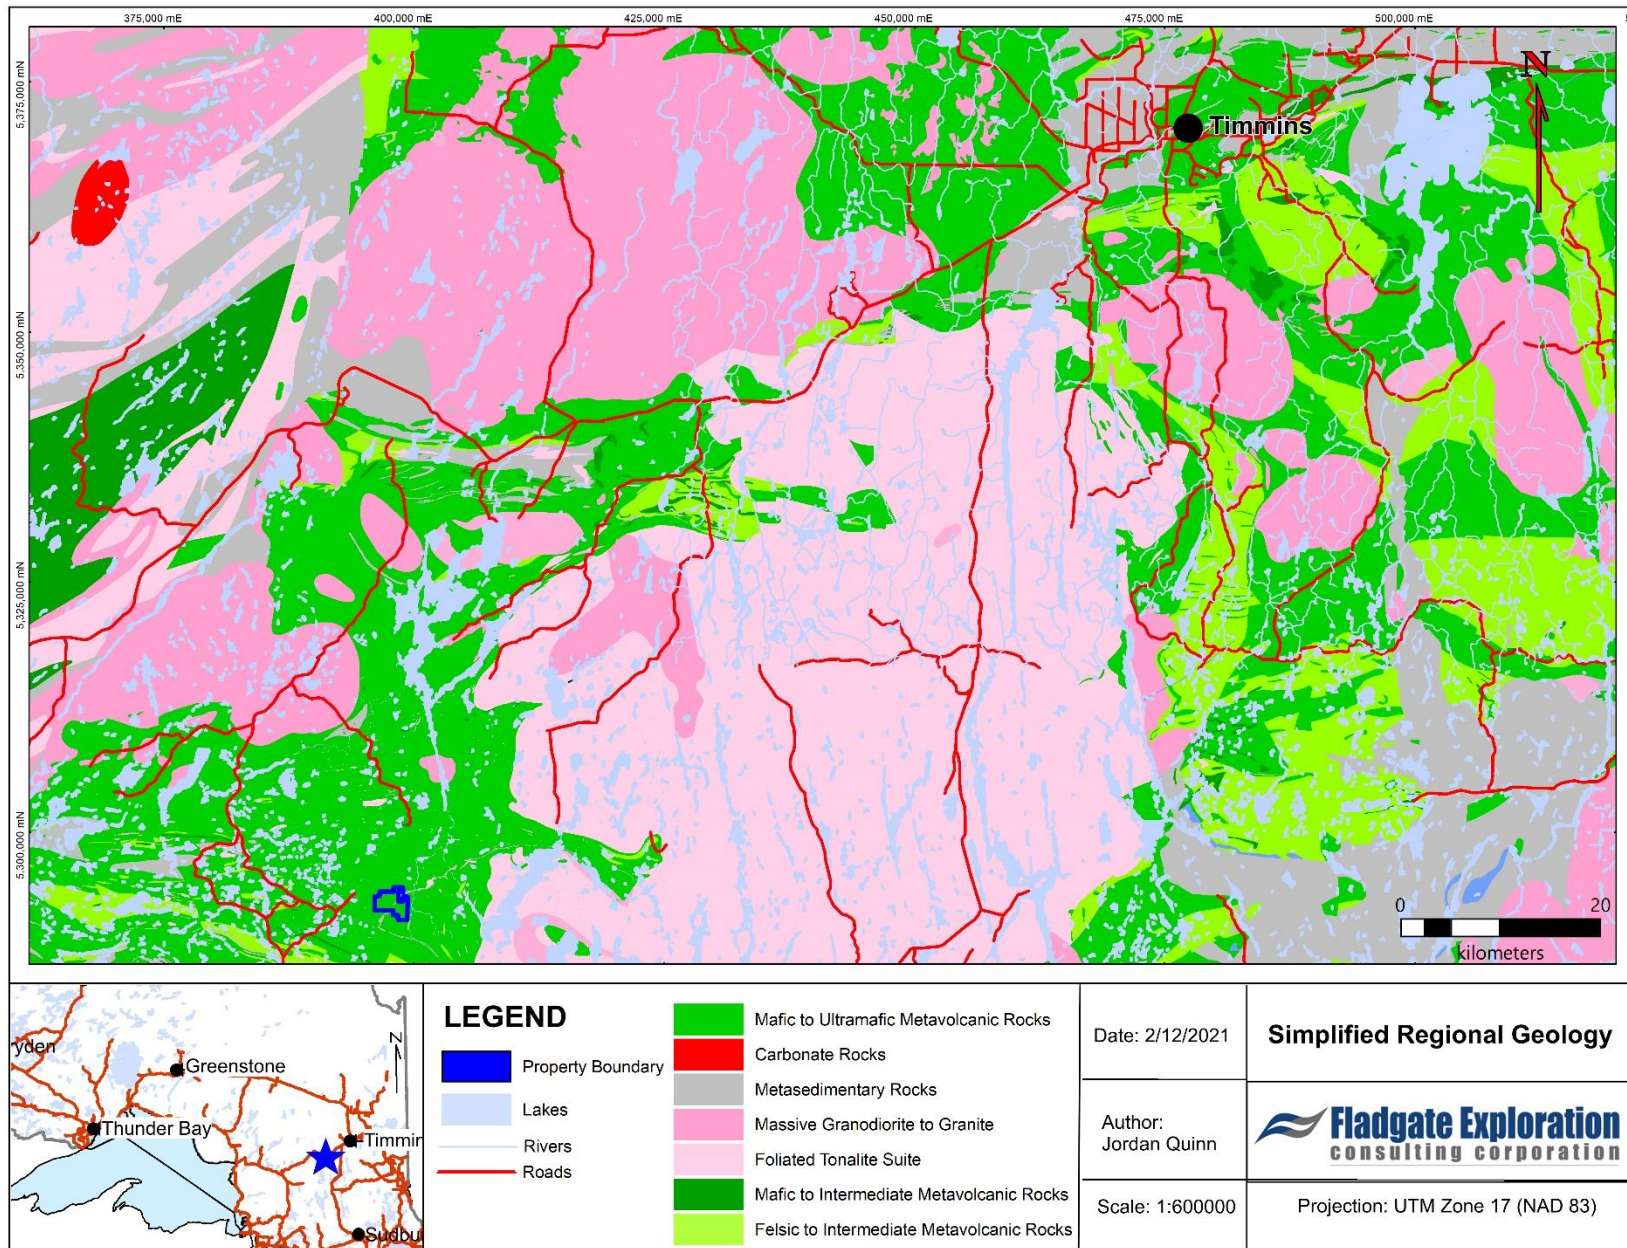 375,000 mE
400,000 mE
425,000 mE
450,000 mE
475,000 mE
500,000 mE
5,375,000 mN
5,350,000 mN
5,325,000 mN
5,300,000 mN
N
Timmins
0 20
kilometers
yden
Greenstone
N
Thunder Bay
Timmin
Sudbu
LEGEND
Property Boundary
Lakes
Rivers
Roads
Mafic to Ultramafic Metavolcanic Rocks
Carbonate Rocks
Metasedimentary Rocks
Massive Granodiorite to Granite
Foliated Tonalite Suite
Mafic to Intermediate Metavolcanic Rocks
Felsic to Intermediate Metavolcanic Rocks
Date: 2/12/2021
Author:
Jordan Quinn
Scale: 1:600000
Simplified Regional Geology
Fladgate Exploration
consulting corporation
Projection: UTM Zone 17 (NAD 83)